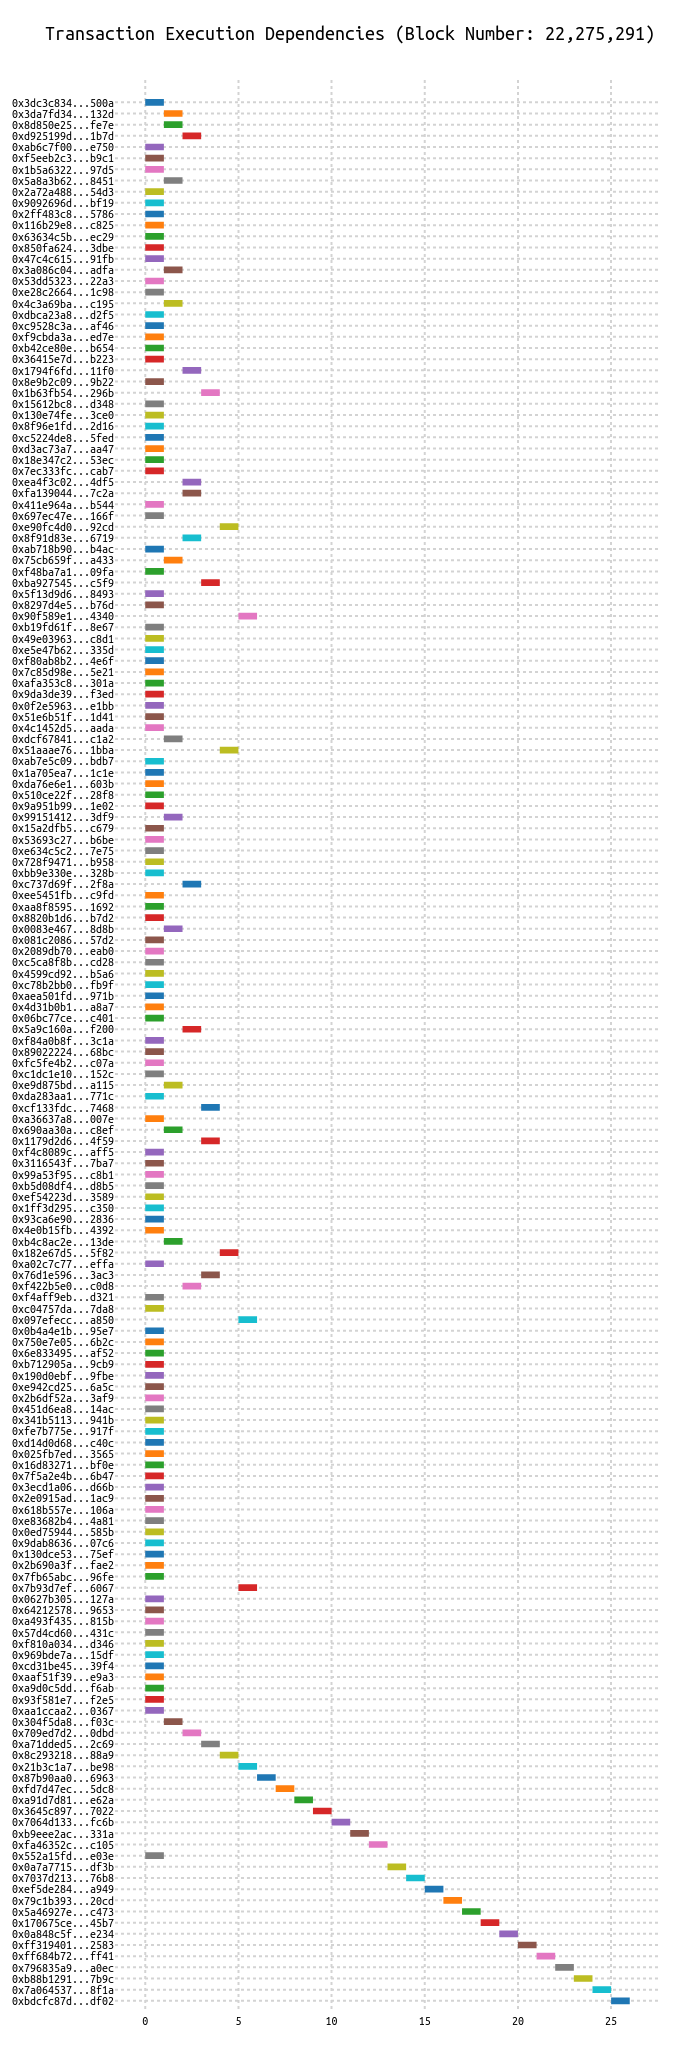 Transaction Execution Dependencies (Block Number: 22,275,291)
0x3dc3c834...500a
0x3da7fd34...132d
0x8d850e25...fe7e
0xd925199d...1b7d
0xab6c7f00...e750
0xf5eeb2c3...b9c1
0x1b5a6322...97d5
0x5a8a3b62...8451
0x2a72a488...54d3
0x9092696d...bf19
0x2ff483c8...5786
0x116b29e8...c825
0x63634c5b...ec29
0x850fa624...3dbe
0x47c4c615...91fb
0x3a086c04...adfa
0x53dd5323...22a3
0xe28c2664...1c98
0x4c3a69ba...c195
0xdbca23a8...d2f5
0xc9528c3a...af46
0xf9cbda3a...ed7e
0xb42ce80e...b654
0x36415e7d...b223
0x1794f6fd...11f0
0x8e9b2c09...9b22
0x1b63fb54...296b
0x15612bc8...d348
0x130e74fe...3ce0
0x8f96e1fd...2d16
0xc5224de8...5fed
0xd3ac73a7...aa47
0x18e347c2...53ec
0x7ec333fc...cab7
0xea4f3c02...4df5
0xfa139044...7c2a
0x411e964a...b544
0x697ec47e...166f
0xe90fc4d0...92cd
0x8f91d83e...6719
0xab718b90...b4ac
0x75cb659f...a433
0xf48ba7a1...09fa
0xba927545...c5f9
0x5f13d9d6...8493
0x8297d4e5...b76d
0x90f589e1...4340
0xb19fd61f...8e67
0x49e03963...c8d1
0xe5e47b62...335d
0xf80ab8b2...4e6f
0x7c85d98e...5e21
0xafa353c8...301a
0x9da3de39...f3ed
0x0f2e5963...e1bb
0x51e6b51f...1d41
0x4c1452d5...aada
0xdcf67841...c1a2
0x51aaae76...1bba
0xab7e5c09...bdb7
0x1a705ea7...1c1e
0xda76e6e1...603b
0x510ce22f...28f8
0x9a951b99...1e02
0x99151412...3df9
0x15a2dfb5...c679
0x53693c27...b6be
0xe634c5c2...7e75
0x728f9471...b958
0xbb9e330e...328b
0xc737d69f...2f8a
0xee5451fb...c9fd
0xaa8f8595...1692
0x8820b1d6...b7d2
0x0083e467...8d8b
0x081c2086...57d2
0x2089db70...eab0
0xc5ca8f8b...cd28
0x4599cd92...b5a6
0xc78b2bb0...fb9f
0xaea501fd...971b
0x4d31b0b1...a8a7
0x06bc77ce...c401
0x5a9c160a...f200
0xf84a0b8f...3c1a
0x89022224...68bc
0xfc5fe4b2...c07a
0xc1dc1e10...152c
0xe9d875bd...a115
0xda283aa1...771c
0xcf133fdc...7468
0xa36637a8...007e
0x690aa30a...c8ef
0x1179d2d6...4f59
0xf4c8089c...aff5
0x3116543f...7ba7
0x99a53f95...c8b1
0xb5d08df4...d8b5
0xef54223d...3589
0x1ff3d295...c350
0x93ca6e90...2836
0x4e0b15fb...4392
0xb4c8ac2e...13de
0x182e67d5...5f82
0xa02c7c77...effa
0x76d1e596...3ac3
0xf422b5e0...c0d8
0xf4aff9eb...d321
0xc04757da...7da8
0x097efecc...a850
0x0b4a4e1b...95e7
0x750e7e05...6b2c
0x6e833495...af52
0xb712905a...9cb9
0x190d0ebf...9fbe
0xe942cd25...6a5c
0x2b6df52a...3af9
0x451d6ea8...14ac
0x341b5113...941b
0xfe7b775e...917f
0xd14d0d68...c40c
0x025fb7ed...3565
0x16d83271...bf0e
0x7f5a2e4b...6b47
0x3ecd1a06...d66b
0x2e0915ad...1ac9
0x618b557e...106a
0xe83682b4...4a81
0x0ed75944...585b
0x9dab8636...07c6
0x130dce53...75ef
0x2b690a3f...fae2
0x7fb65abc...96fe
0x7b93d7ef...6067
0x0627b305...127a
0x64212578...9653
0xa493f435...815b
0x57d4cd60...431c
0xf810a034...d346
0x969bde7a...15df
0xcd31be45...39f4
0xaaf51f39...e9a3
0xa9d0c5dd...f6ab
0x93f581e7...f2e5
0xaa1ccaa2...0367
0x304f5da8...f03c
0x709ed7d2...0dbd
0xa71dded5...2c69
0x8c293218...88a9
0x21b3c1a7...be98
0x87b90aa0...6963
0xfd7d47ec...5dc8
0xa91d7d81...e62a
0x3645c897...7022
0x7064d133...fc6b
0xb9eee2ac...331a
0xfa46352c...c105
0x552a15fd...e03e
0x0a7a7715...df3b
0x7037d213...76b8
0xef5de284...a949
0x79c1b393...20cd
0x5a46927e...c473
0x170675ce...45b7
0x0a848c5f...e234
0xff319401...2583
0xff684b72...ff41
0x796835a9...a0ec
0xb88b1291...7b9c
0x7a064537...8f1a
0xbdcfc87d...df02
0 5 10 15 20 25